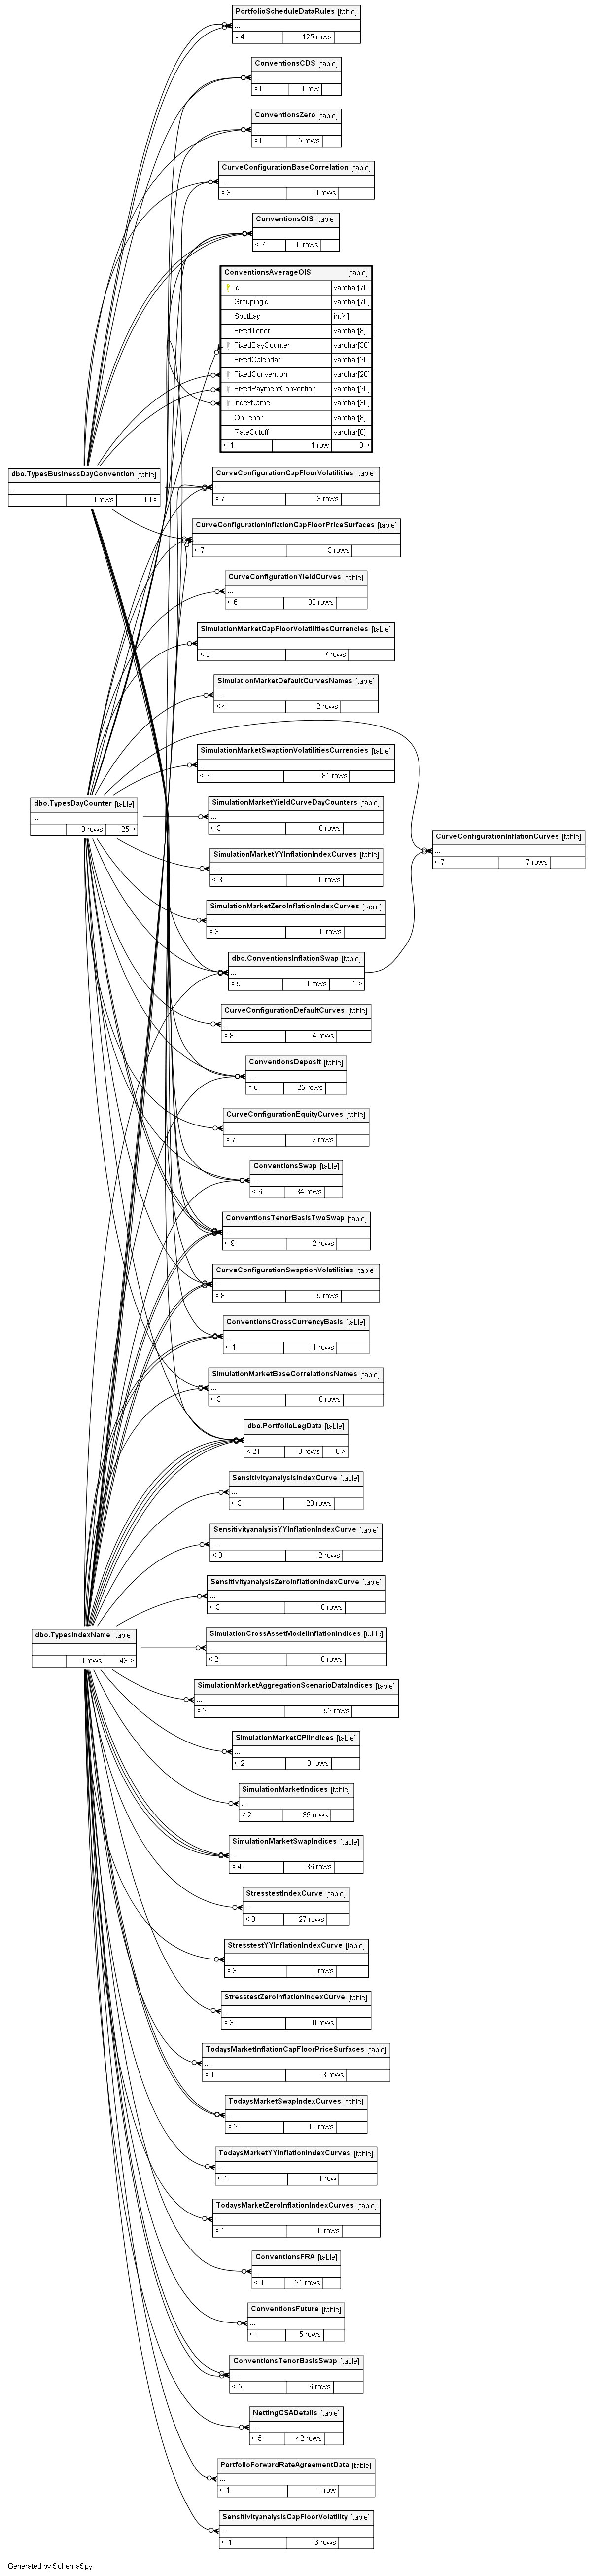 PortfolioScheduleDataRules [table]
...
< 4 125 rows
ConventionsCDS [table]
...
< 6 1 row
ConventionsZero [table]
...
< 6 5 rows
CurveConfigurationBaseCorrelation [table]
...
< 3 0 rows
ConventionsOIS [table]
...
< 7 6 rows
ConventionsAverageOIS [table]
Id varchar[70]
GroupingId varchar[70]
SpotLag int[4]
FixedTenor varchar[8]
FixedDayCounter varchar[30]
FixedCalendar varchar[20]
FixedConvention varchar[20]
FixedPaymentConvention varchar[20]
IndexName varchar[30]
OnTenor varchar[8]
RateCutoff varchar[8]
< 4 1 row 0 >
dbo.TypesBusinessDayConvention [table]
...
0 rows 19 >
CurveConfigurationCapFloorVolatilities [table]
...
< 7 3 rows
CurveConfigurationInflationCapFloorPriceSurfaces [table]
...
< 7 3 rows
CurveConfigurationYieldCurves [table]
...
< 6 30 rows
SimulationMarketCapFloorVolatilitiesCurrencies [table]
...
< 3 7 rows
SimulationMarketDefaultCurvesNames [table]
...
< 4 2 rows
SimulationMarketSwaptionVolatilitiesCurrencies [table]
...
< 3 81 rows
dbo.TypesDayCounter [table]
...
0 rows 25 >
SimulationMarketYieldCurveDayCounters [table]
...
< 3 0 rows
CurveConfigurationInflationCurves [table]
...
< 7 7 rows
SimulationMarketYYInflationIndexCurves [table]
...
< 3 0 rows
SimulationMarketZeroInflationIndexCurves [table]
...
< 3 0 rows
dbo.ConventionsInflationSwap [table]
...
< 5 0 rows 1 >
CurveConfigurationDefaultCurves [table]
...
< 8 4 rows
ConventionsDeposit [table]
...
< 5 25 rows
CurveConfigurationEquityCurves [table]
...
< 7 2 rows
ConventionsSwap [table]
...
< 6 34 rows
ConventionsTenorBasisTwoSwap [table]
...
< 9 2 rows
CurveConfigurationSwaptionVolatilities [table]
...
< 8 5 rows
ConventionsCrossCurrencyBasis [table]
...
< 4 11 rows
SimulationMarketBaseCorrelationsNames [table]
...
< 3 0 rows
dbo.PortfolioLegData [table]
...
< 21 0 rows 6 >
SensitivityanalysisIndexCurve [table]
...
< 3 23 rows
SensitivityanalysisYYInflationIndexCurve [table]
...
< 3 2 rows
SensitivityanalysisZeroInflationIndexCurve [table]
...
< 3 10 rows
dbo.TypesIndexName [table]
...
0 rows 43 >
SimulationCrossAssetModelInflationIndices [table]
...
< 2 0 rows
SimulationMarketAggregationScenarioDataIndices [table]
...
< 2 52 rows
SimulationMarketCPIIndices [table]
...
< 2 0 rows
SimulationMarketIndices [table]
...
< 2 139 rows
SimulationMarketSwapIndices [table]
...
< 4 36 rows
StresstestIndexCurve [table]
...
< 3 27 rows
StresstestYYInflationIndexCurve [table]
...
< 3 0 rows
StresstestZeroInflationIndexCurve [table]
...
< 3 0 rows
TodaysMarketInflationCapFloorPriceSurfaces [table]
...
< 1 3 rows
TodaysMarketSwapIndexCurves [table]
...
< 2 10 rows
TodaysMarketYYInflationIndexCurves [table]
...
< 1 1 row
TodaysMarketZeroInflationIndexCurves [table]
...
< 1 6 rows
ConventionsFRA [table]
...
< 1 21 rows
ConventionsFuture [table]
...
< 1 5 rows
ConventionsTenorBasisSwap [table]
...
< 5 6 rows
NettingCSADetails [table]
...
< 5 42 rows
PortfolioForwardRateAgreementData [table]
...
< 4 1 row
SensitivityanalysisCapFloorVolatility [table]
...
< 4 6 rows
Generated by SchemaSpy